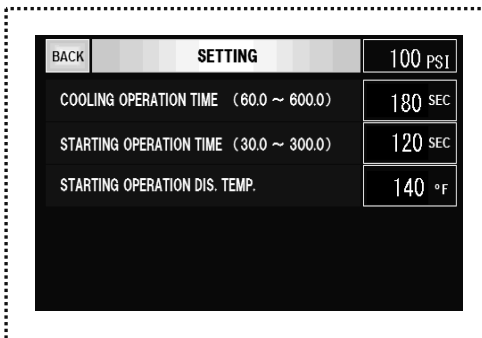 BACK SETTING 100 PSI
COOLING OPERATION TIME (60.0 ~ 600.0) 180 SEC
STARTING OPERATION TIME (30.0 ~ 300.0) 120 SEC
STARTING OPERATION DIS. TEMP. 140 °F